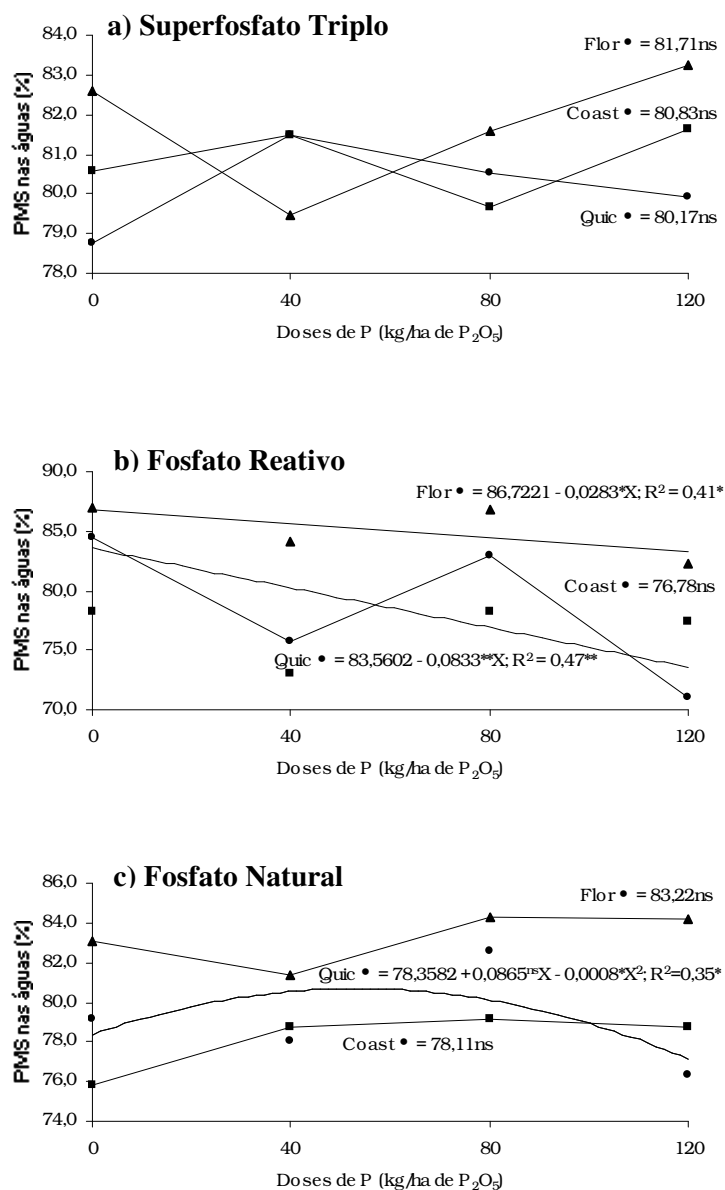 a) Superfosfato Triplo
PMS nas águas (%)
84,0
83,0
82,0
81,0
80,0
79,0
78,0
Flor • = 81,71ns
Coast • = 80,83ns
Quic • = 80,17ns
0 40 80 120
Doses de P (kg/ha de P₂O₅)
b) Fosfato Reativo
PMS nas águas (%)
90,0
85,0
80,0
75,0
70,0
Flor • = 86,7221 - 0,0283*X; R² = 0,41*
Coast • = 76,78ns
Quic • = 83,5602 - 0,0833**X; R² = 0,47**
0 40 80 120
Doses de P (kg/ha de P₂O₅)
c) Fosfato Natural
PMS nas águas (%)
86,0
84,0
82,0
80,0
78,0
76,0
74,0
Flor • = 83,22ns
Quic • = 78,3582 + 0,0865ⁿˢX - 0,0008*X²; R²=0,35*
Coast • = 78,11ns
0 40 80 120
Doses de P (kg/ha de P₂O₅)